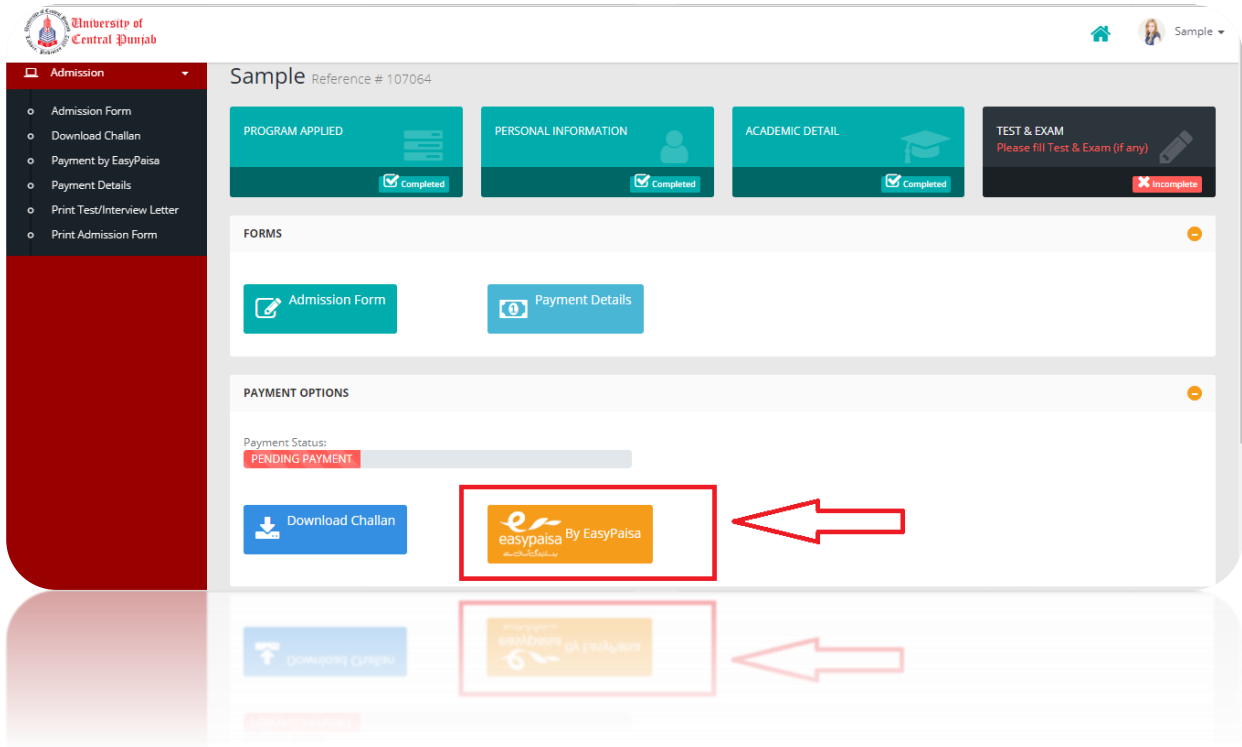 University of
Central Punjab
Sample
Admission
Admission Form
Download Challan
Payment by EasyPaisa
Payment Details
Print Test/Interview Letter
Print Admission Form
Sample Reference # 107064
PROGRAM APPLIED
Completed
PERSONAL INFORMATION
Completed
ACADEMIC DETAIL
Completed
TEST & EXAM
Please fill Test & Exam (if any)
Incomplete
FORMS
Admission Form
Payment Details
PAYMENT OPTIONS
Payment Status:
PENDING PAYMENT
Download Challan
easypaisa By EasyPaisa